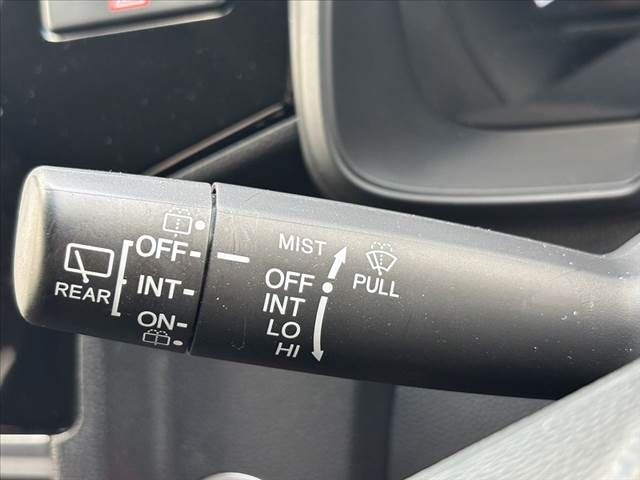 REAR
OFF
INT
ON
MIST
OFF
INT
LO
HI
PULL